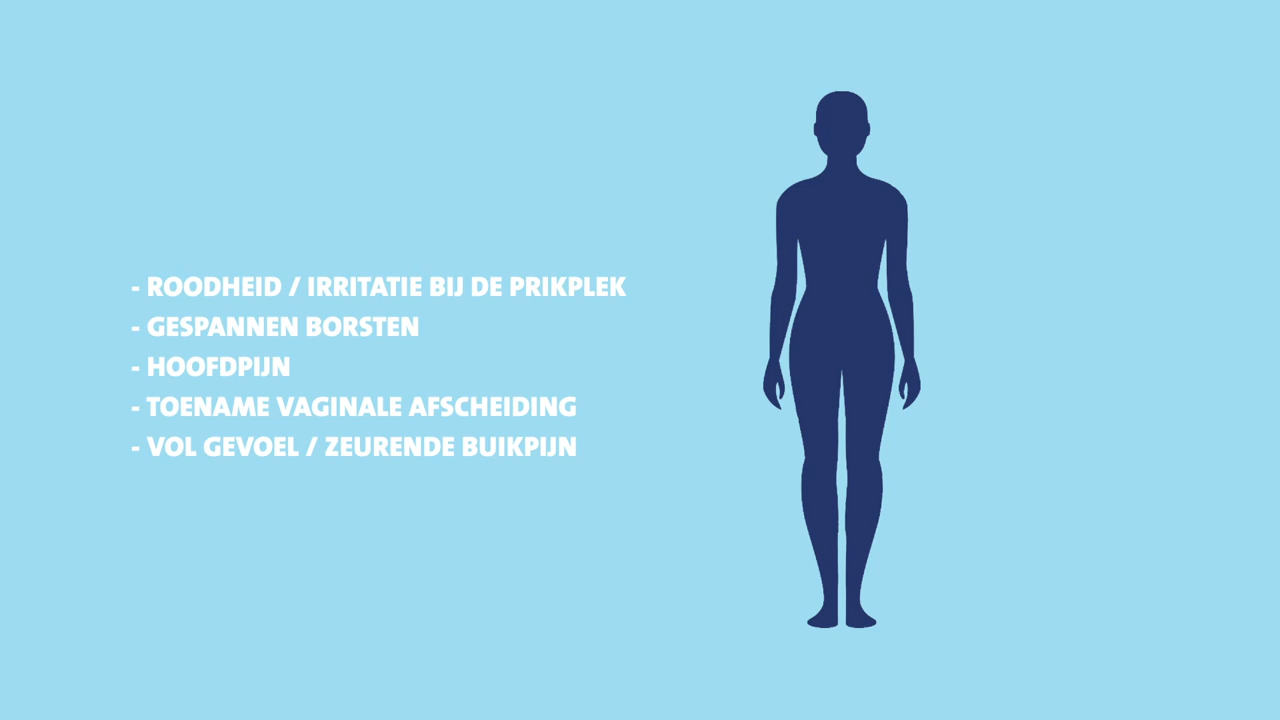 - ROODHEID / IRRITATIE BIJ DE PRIKPLEK
- GESPANNEN BORSTEN
- HOOFDPIJN
- TOENAME VAGINALE AFSCHEIDING
- VOL GEVOEL / ZEURENDE BUIKPIJN